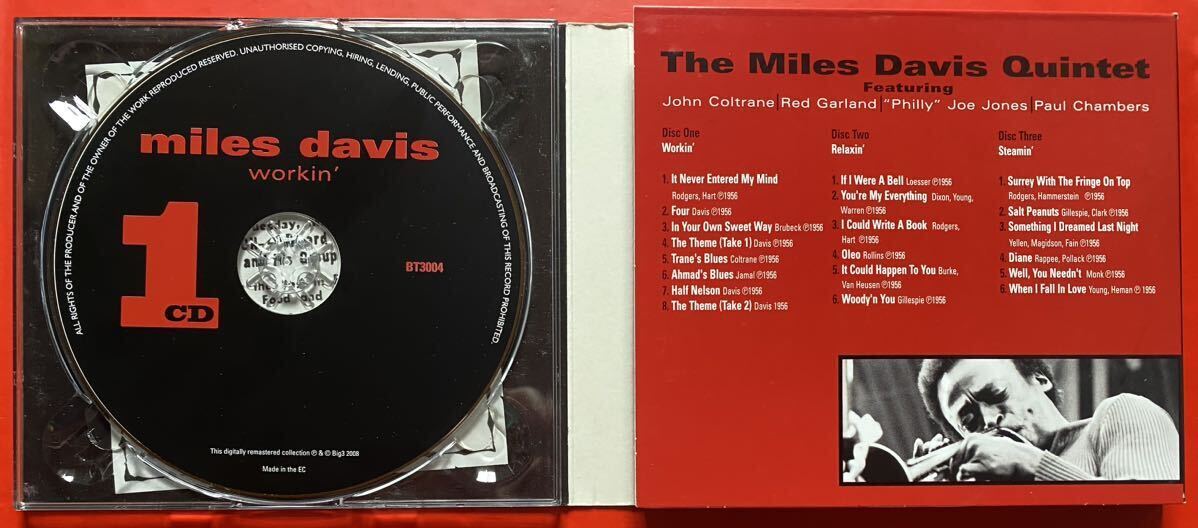 ALL RIGHTS OF THE PRODUCER AND OF THE OWNER OF THE WORK REPRODUCED RESERVED. UNAUTHORISED COPYING, HIRING, LENDING, PUBLIC PERFORMANCE AND BROADCASTING OF THIS RECORD PROHIBITED.
miles davis
workin’
1
CD
BT3004
and his Group
Food and
This digitally remastered collection ℗ & © Big3 2008
Made in the EC
The Miles Davis Quintet
Featuring
John Coltrane | Red Garland | “Philly” Joe Jones | Paul Chambers
Disc One
Workin’
1. It Never Entered My Mind
Rodgers, Hart ℗1956
2. Four Davis ℗1956
3. In Your Own Sweet Way Brubeck ℗1956
4. The Theme (Take 1) Davis ℗1956
5. Trane’s Blues Coltrane ℗1956
6. Ahmad’s Blues Jamal ℗1956
7. Half Nelson Davis ℗1956
8. The Theme (Take 2) Davis 1956
Disc Two
Relaxin’
1. If I Were A Bell Loesser ℗1956
2. You’re My Everything Dixon, Young,
Warren ℗1956
3. I Could Write A Book Rodgers,
Hart ℗1956
4. Oleo Rollins ℗1956
5. It Could Happen To You Burke,
Van Heusen ℗1956
6. Woody’n You Gillespie ℗1956
Disc Three
Steamin’
1. Surrey With The Fringe On Top
Rodgers, Hammerstein ℗1956
2. Salt Peanuts Gillespie, Clark ℗1956
3. Something I Dreamed Last Night
Yellen, Magidson, Fain ℗1956
4. Diane Rappee, Pollack ℗1956
5. Well, You Needn’t Monk ℗1956
6. When I Fall In Love Young, Heman ℗1956